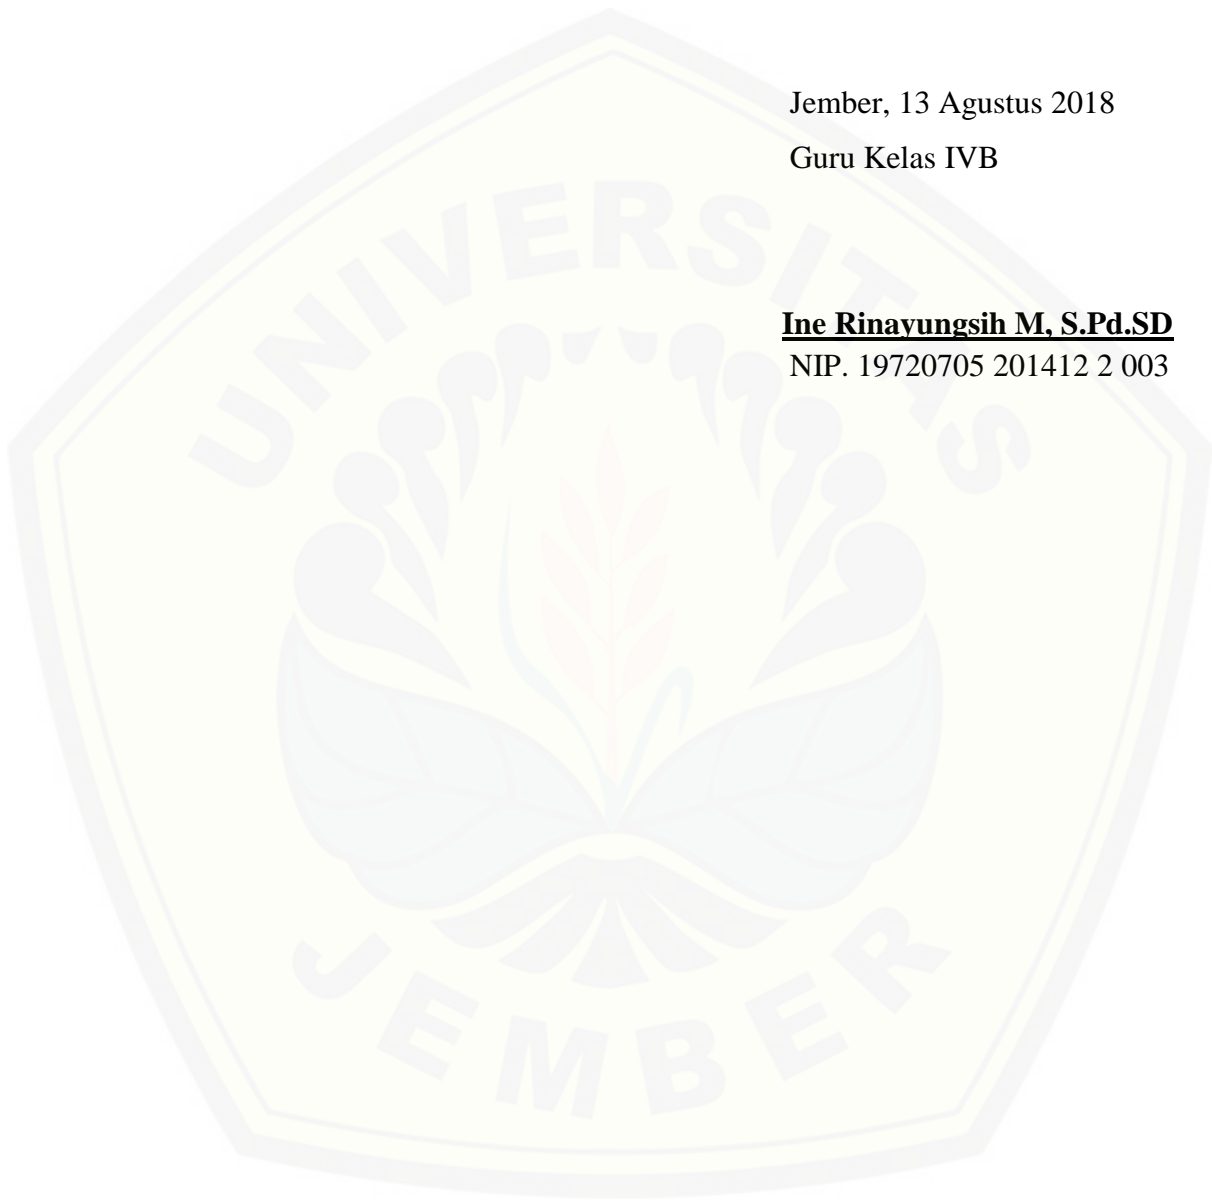 Jember, 13 Agustus 2018
Guru Kelas IVB
Ine Rinayungsih M, S.Pd.SD
NIP. 19720705 201412 2 003
UNIVERSITAS
JEMBER